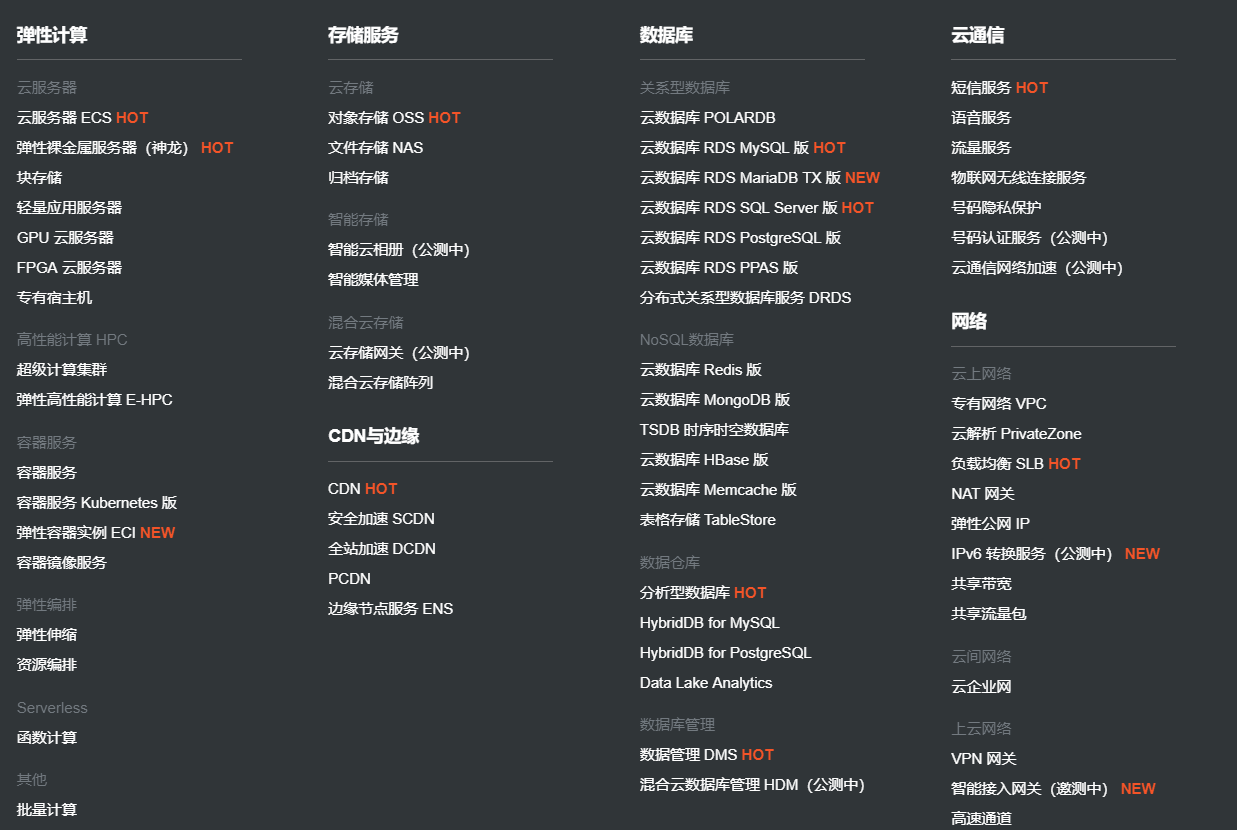 弹性计算
云服务器
云服务器 ECS HOT
弹性裸金属服务器（神龙） HOT
块存储
轻量应用服务器
GPU 云服务器
FPGA 云服务器
专有宿主机
高性能计算 HPC
超级计算集群
弹性高性能计算 E-HPC
容器服务
容器服务
容器服务 Kubernetes 版
弹性容器实例 ECI NEW
容器镜像服务
弹性编排
弹性伸缩
资源编排
Serverless
函数计算
其他
批量计算
存储服务
云存储
对象存储 OSS HOT
文件存储 NAS
归档存储
智能存储
智能云相册（公测中）
智能媒体管理
混合云存储
云存储网关（公测中）
混合云存储阵列
CDN与边缘
CDN HOT
安全加速 SCDN
全站加速 DCDN
PCDN
边缘节点服务 ENS
数据库
关系型数据库
云数据库 POLARDB
云数据库 RDS MySQL 版 HOT
云数据库 RDS MariaDB TX 版 NEW
云数据库 RDS SQL Server 版 HOT
云数据库 RDS PostgreSQL 版
云数据库 RDS PPAS 版
分布式关系型数据库服务 DRDS
NoSQL数据库
云数据库 Redis 版
云数据库 MongoDB 版
TSDB 时序时空数据库
云数据库 HBase 版
云数据库 Memcache 版
表格存储 TableStore
数据仓库
分析型数据库 HOT
HybridDB for MySQL
HybridDB for PostgreSQL
Data Lake Analytics
数据库管理
数据管理 DMS HOT
混合云数据库管理 HDM（公测中）
云通信
短信服务 HOT
语音服务
流量服务
物联网无线连接服务
号码隐私保护
号码认证服务（公测中）
云通信网络加速（公测中）
网络
云上网络
专有网络 VPC
云解析 PrivateZone
负载均衡 SLB HOT
NAT 网关
弹性公网 IP
IPv6 转换服务（公测中） NEW
共享带宽
共享流量包
云间网络
云企业网
上云网络
VPN 网关
智能接入网关（邀测中） NEW
高速通道